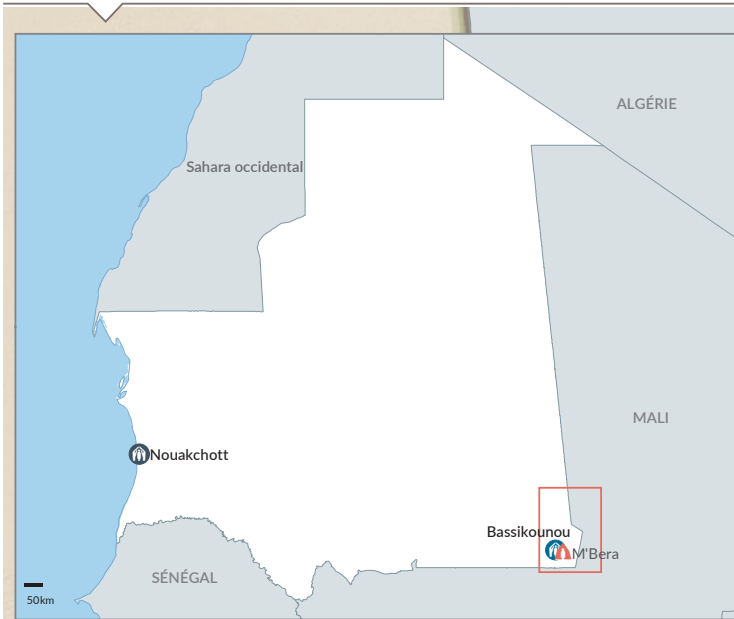 ALGÉRIE
Sahara occidental
MALI
Nouakchott
Bassikounou
M'Bera
SÉNÉGAL
50km